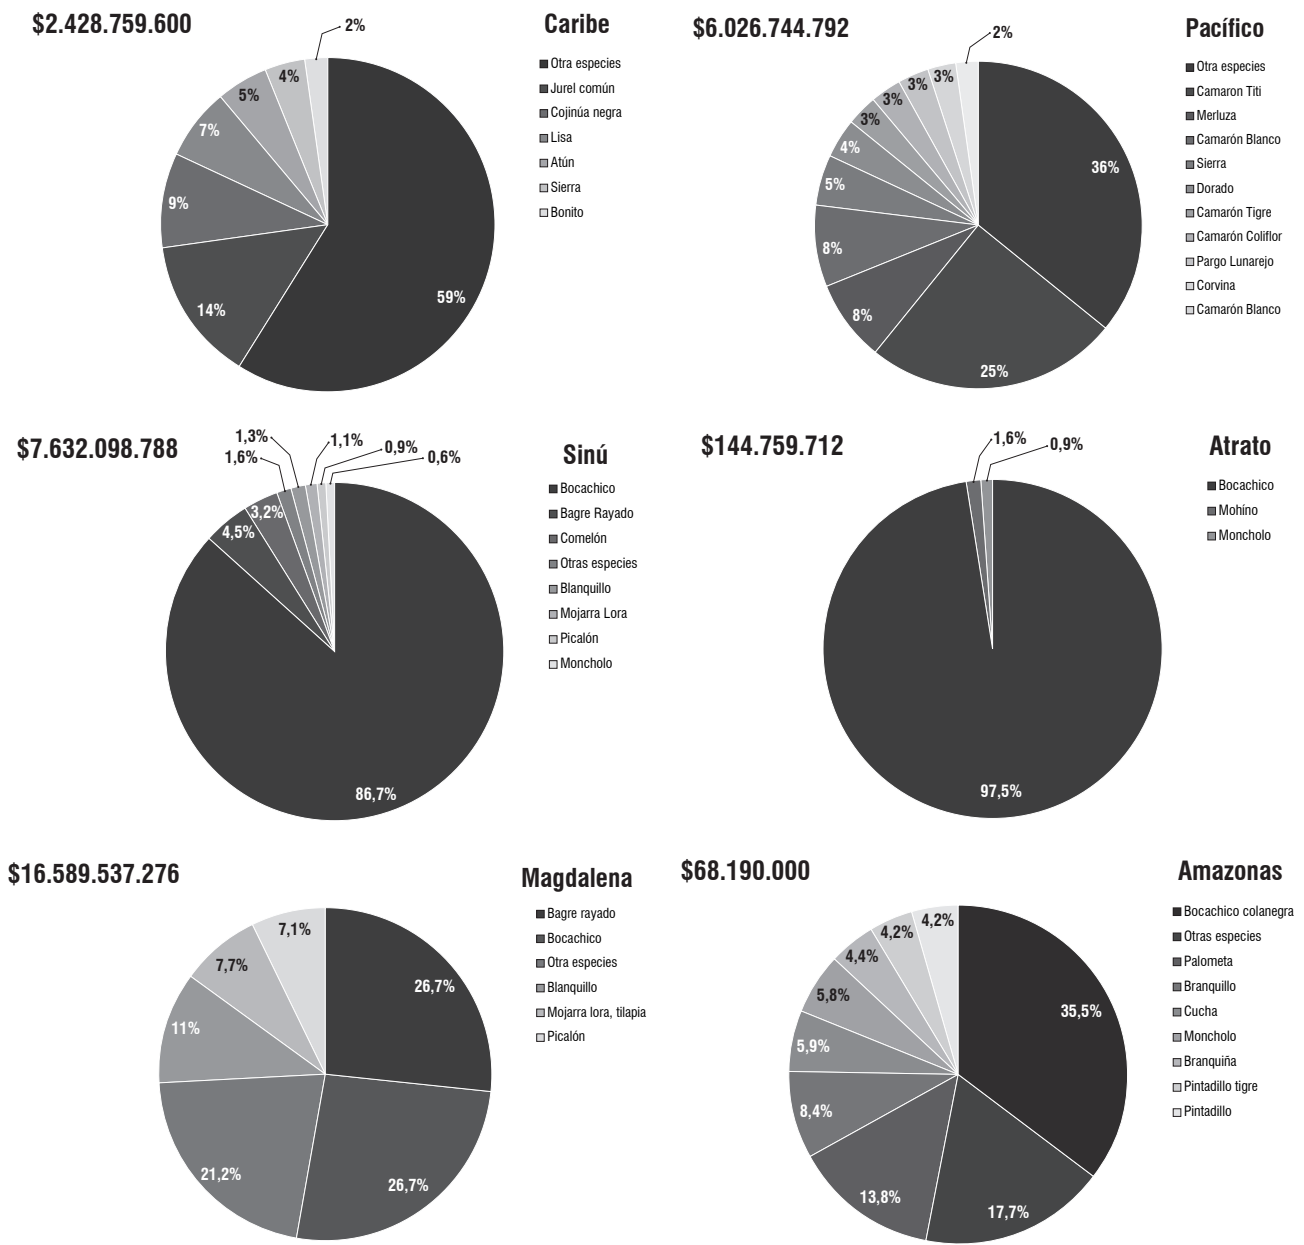 $2.428.759.600
Caribe
2%
4%
5%
7%
9%
14%
59%
Otra especies
Jurel común
Cojinúa negra
Lisa
Atún
Sierra
Bonito
$6.026.744.792
Pacífico
2%
3%
3%
3%
3%
4%
5%
8%
8%
25%
36%
Otra especies
Camaron Titi
Merluza
Camarón Blanco
Sierra
Dorado
Camarón Tigre
Camarón Coliflor
Pargo Lunarejo
Corvina
Camarón Blanco
$7.632.098.788
Sinú
1,3%
1,6%
1,1%
0,9%
0,6%
3,2%
4,5%
86,7%
Bocachico
Bagre Rayado
Comelón
Otras especies
Blanquillo
Mojarra Lora
Picalón
Moncholo
$144.759.712
Atrato
1,6%
0,9%
97,5%
Bocachico
Mohíno
Moncholo
$16.589.537.276
Magdalena
7,1%
7,7%
11%
21,2%
26,7%
26,7%
Bagre rayado
Bocachico
Otra especies
Blanquillo
Mojarra lora, tilapia
Picalón
$68.190.000
Amazonas
4,2%
4,2%
4,4%
5,8%
5,9%
8,4%
13,8%
17,7%
35,5%
Bocachico colanegra
Otras especies
Palometa
Branquillo
Cucha
Moncholo
Branquiña
Pintadillo tigre
Pintadillo